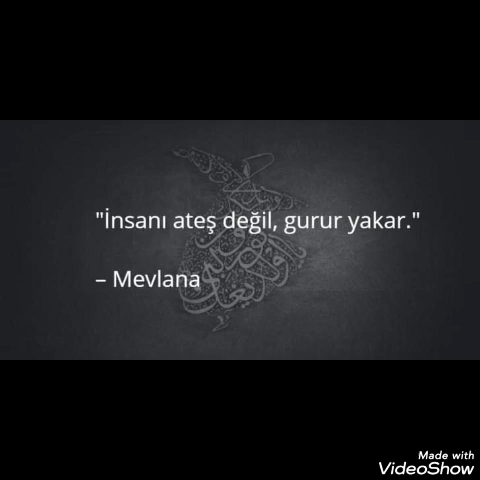 "İnsanı ateş değil, gurur yakar."
– Mevlana
Made with
VideoShow